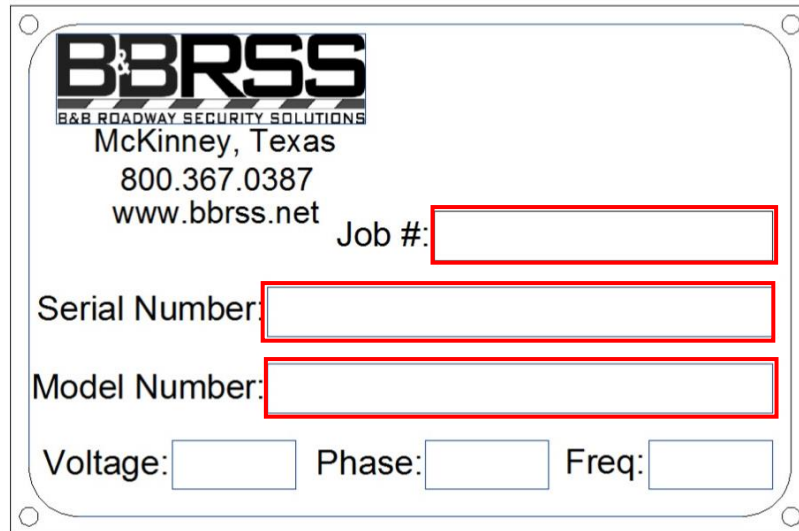 B&BRSS
B&B ROADWAY SECURITY SOLUTIONS
McKinney, Texas
800.367.0387
www.bbrss.net
Job #:
Serial Number:
Model Number:
Voltage: Phase: Freq: